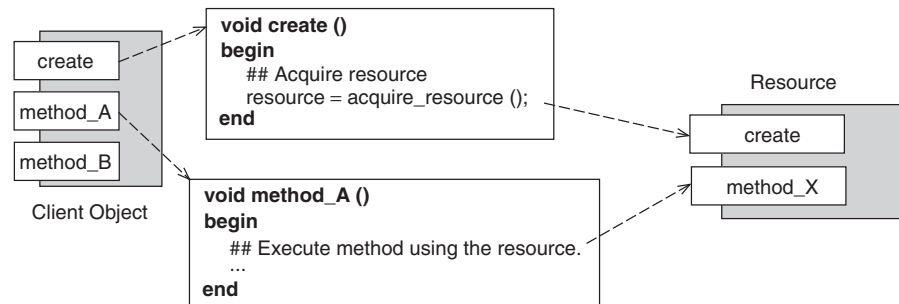 create
method_A
method_B
Client Object
void create ()
begin
## Acquire resource
resource = acquire_resource ();
end
void method_A ()
begin
## Execute method using the resource.
...
end
Resource
create
method_X